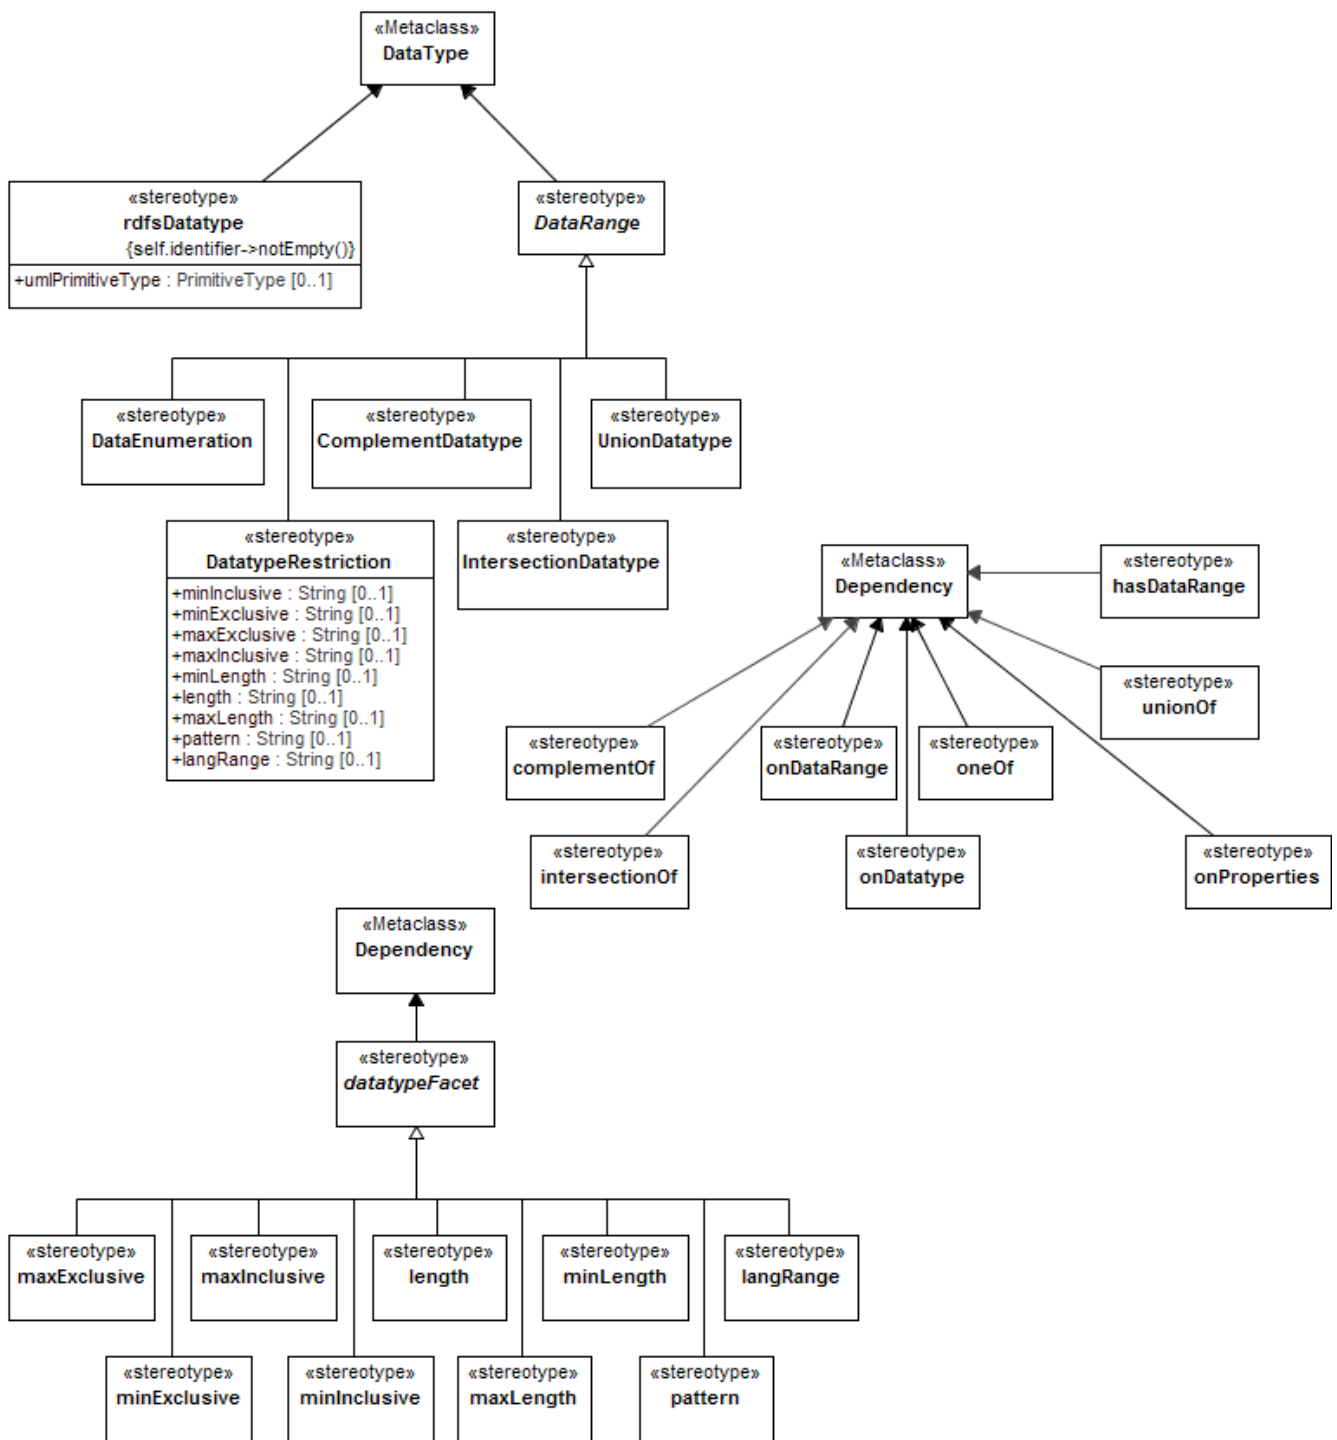 «Metaclass»
DataType
«stereotype»
rdfsDatatype
{self.identifier->notEmpty()}
+umlPrimitiveType : PrimitiveType [0..1]
«stereotype»
DataRange
«stereotype»
DataEnumeration
«stereotype»
ComplementDatatype
«stereotype»
UnionDatatype
«stereotype»
DatatypeRestriction
+minInclusive : String [0..1]
+minExclusive : String [0..1]
+maxExclusive : String [0..1]
+maxInclusive : String [0..1]
+minLength : String [0..1]
+length : String [0..1]
+maxLength : String [0..1]
+pattern : String [0..1]
+langRange : String [0..1]
«stereotype»
IntersectionDatatype
«Metaclass»
Dependency
«stereotype»
hasDataRange
«stereotype»
unionOf
«stereotype»
complementOf
«stereotype»
onDataRange
«stereotype»
oneOf
«stereotype»
intersectionOf
«stereotype»
onDatatype
«stereotype»
onProperties
«Metaclass»
Dependency
«stereotype»
datatypeFacet
«stereotype»
maxExclusive
«stereotype»
maxInclusive
«stereotype»
length
«stereotype»
minLength
«stereotype»
langRange
«stereotype»
minExclusive
«stereotype»
minInclusive
«stereotype»
maxLength
«stereotype»
pattern